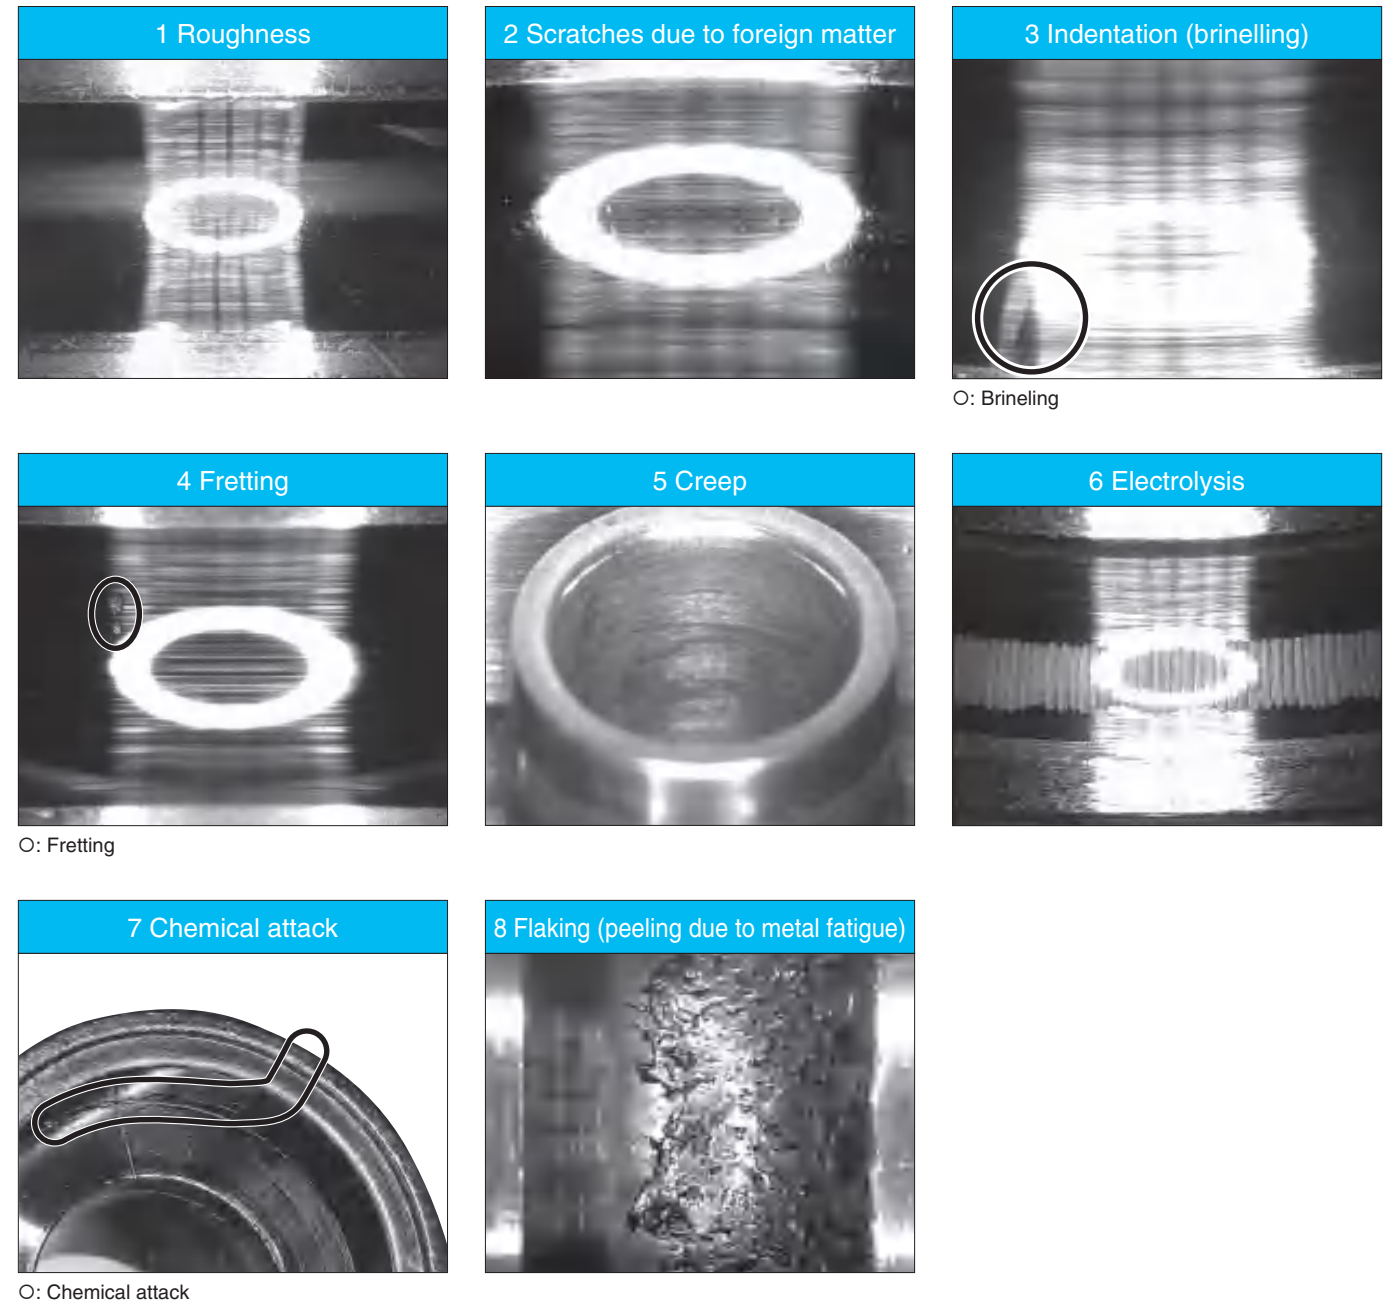 1 Roughness
2 Scratches due to foreign matter
3 Indentation (brinelling)
○: Brineling
4 Fretting
5 Creep
6 Electrolysis
○: Fretting
7 Chemical attack
8 Flaking (peeling due to metal fatigue)
○: Chemical attack